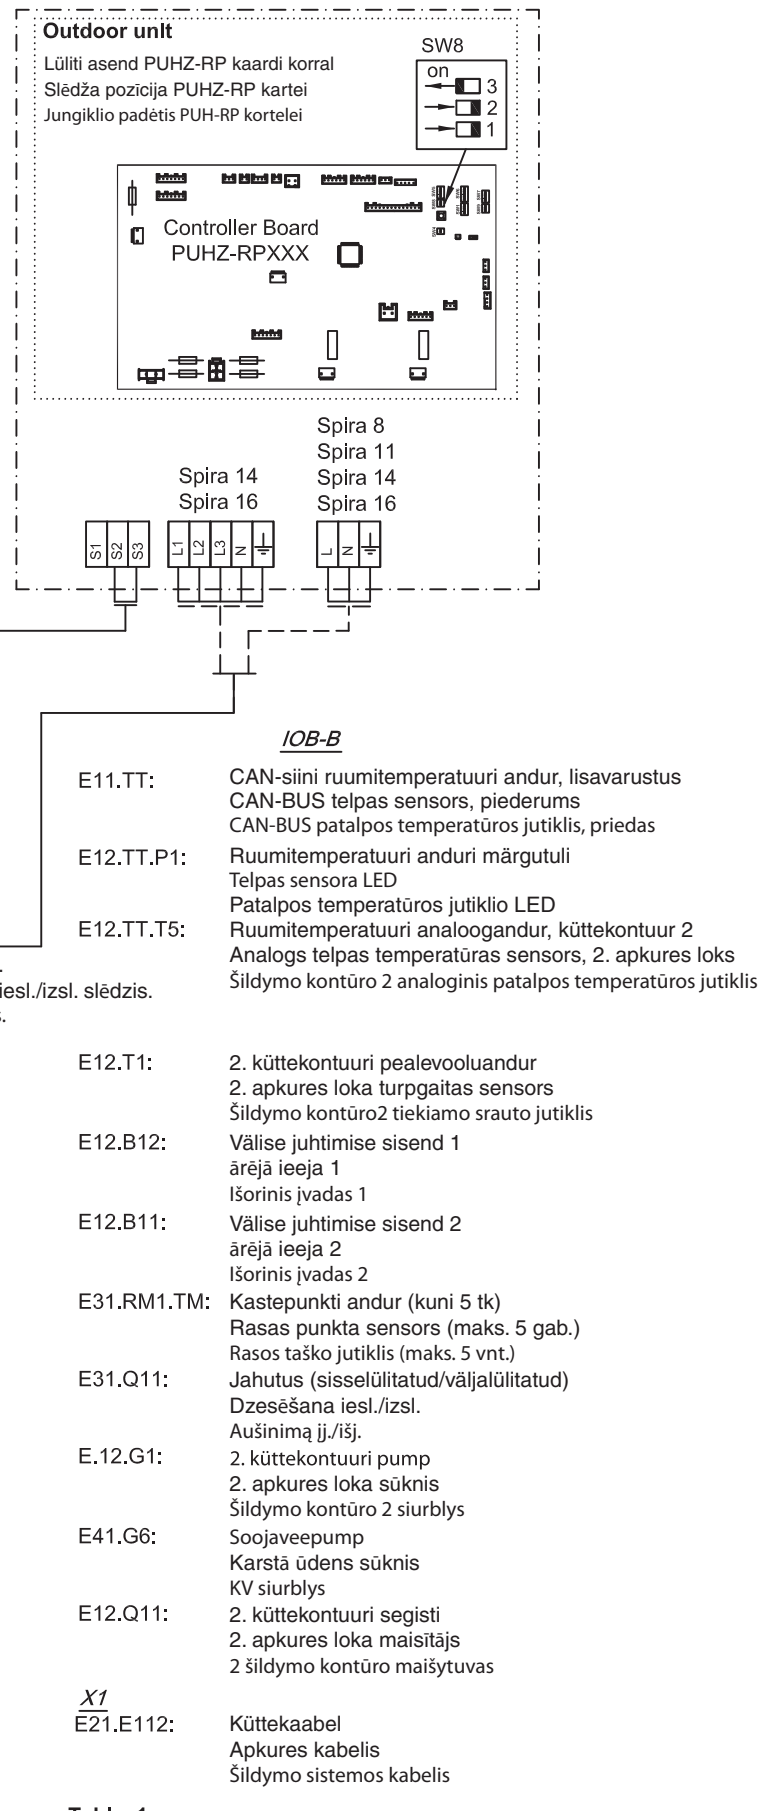 Outdoor unIt
Lüliti asend PUHZ-RP kaardi korral
Slēdža pozīcija PUHZ-RP kartei
Jungiklio padėtis PUH-RP kortelei
SW8
on
3
2
1
Controller Board
PUHZ-RPXXX
Spira 8
Spira 11
Spira 14
Spira 16
Spira 14
Spira 16
S1 S2 S3
L1 L2 L3 N
L N
IOB-B
E11.TT: CAN-siini ruumitemperatuuri andur, lisavarustus
CAN-BUS telpas sensors, piederums
CAN-BUS patalpos temperatūros jutiklis, priedas
E12.TT.P1: Ruumitemperatuuri anduri märgutuli
Telpas sensora LED
Patalpos temperatūros jutiklio LED
E12.TT.T5: Ruumitemperatuuri analoogandur, küttekontuur 2
Analogs telpas temperatūras sensors, 2. apkures loks
Šildymo kontūro 2 analoginis patalpos temperatūros jutiklis
iesl./izsl. slēdzis.
E12.T1: 2. küttekontuuri pealevooluandur
2. apkures loka turpgaitas sensors
Šildymo kontūro2 tiekiamo srauto jutiklis
E12.B12: Välise juhtimise sisend 1
ārējā ieeja 1
Išorinis įvadas 1
E12.B11: Välise juhtimise sisend 2
ārējā ieeja 2
Išorinis įvadas 2
E31.RM1.TM: Kastepunkti andur (kuni 5 tk)
Rasas punkta sensors (maks. 5 gab.)
Rasos taško jutiklis (maks. 5 vnt.)
E31.Q11: Jahutus (sisselülitatud/väljalülitatud)
Dzesēšana iesl./izsl.
Aušinimą įj./išj.
E.12.G1: 2. küttekontuuri pump
2. apkures loka sūknis
Šildymo kontūro 2 siurblys
E41.G6: Soojaveepump
Karstā ūdens sūknis
KV siurblys
E12.Q11: 2. küttekontuuri segisti
2. apkures loka maisītājs
2 šildymo kontūro maišytuvas
X1
E21.E112: Küttekaabel
Apkures kabelis
Šildymo sistemos kabelis